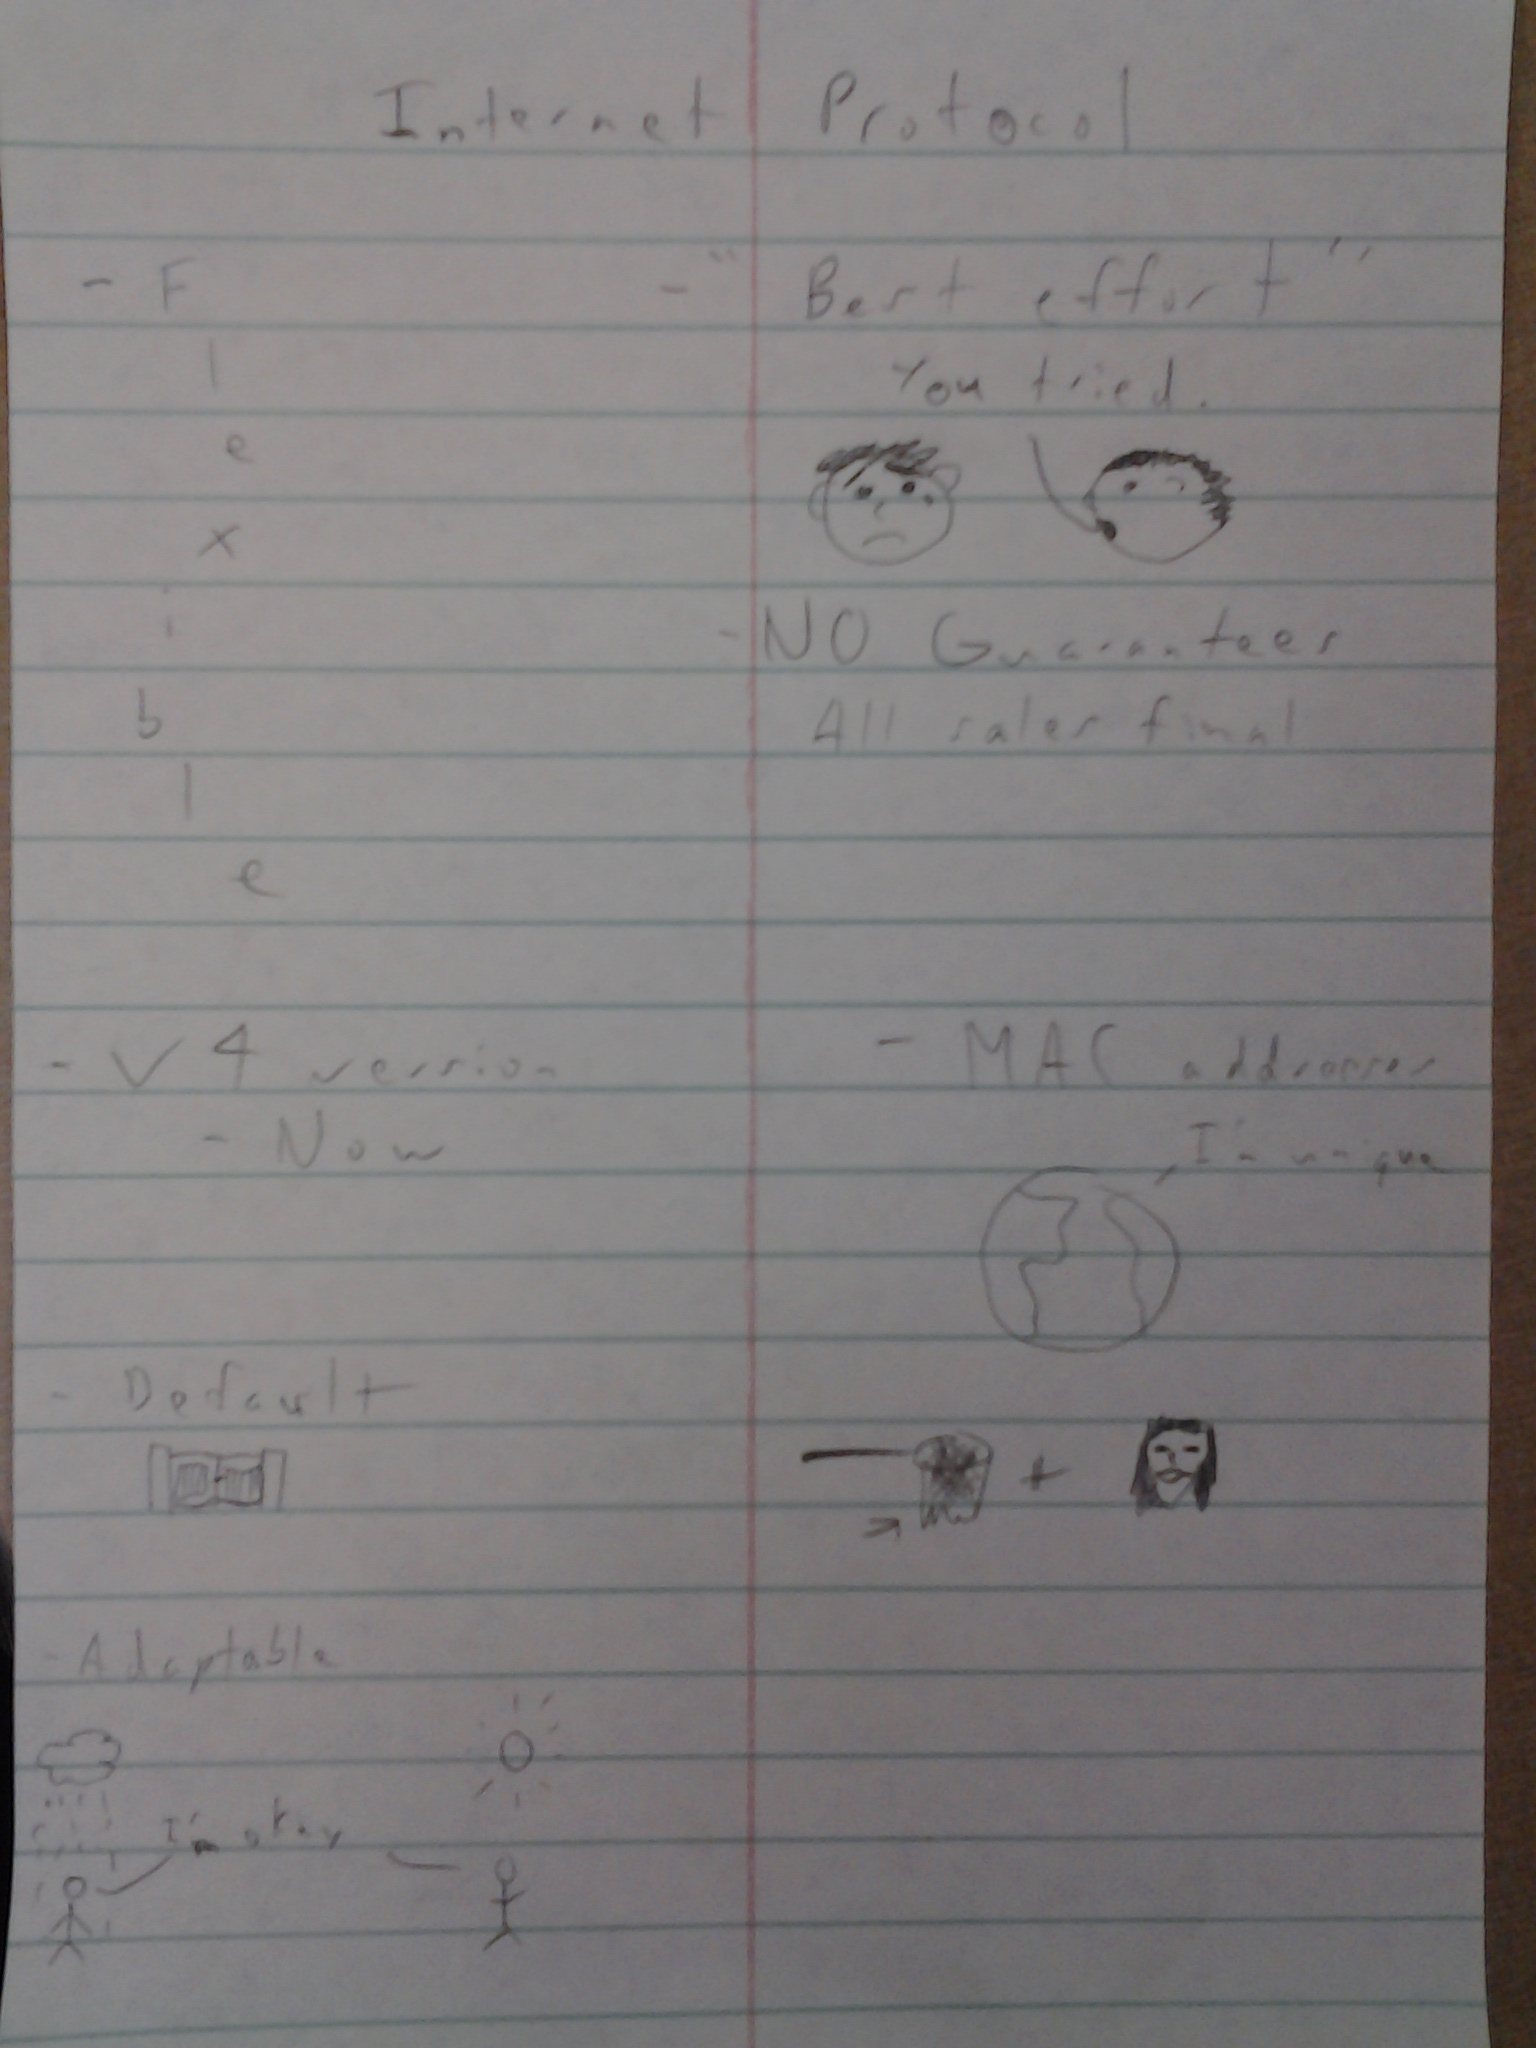 Internet Protocol
- Flexible
- V4 version
- Now
- Default
- Adaptable
I'm okay
- "Best effort"
You tried.
- NO Guarantees
All sales final
- MAC addresses
I'm unique
+